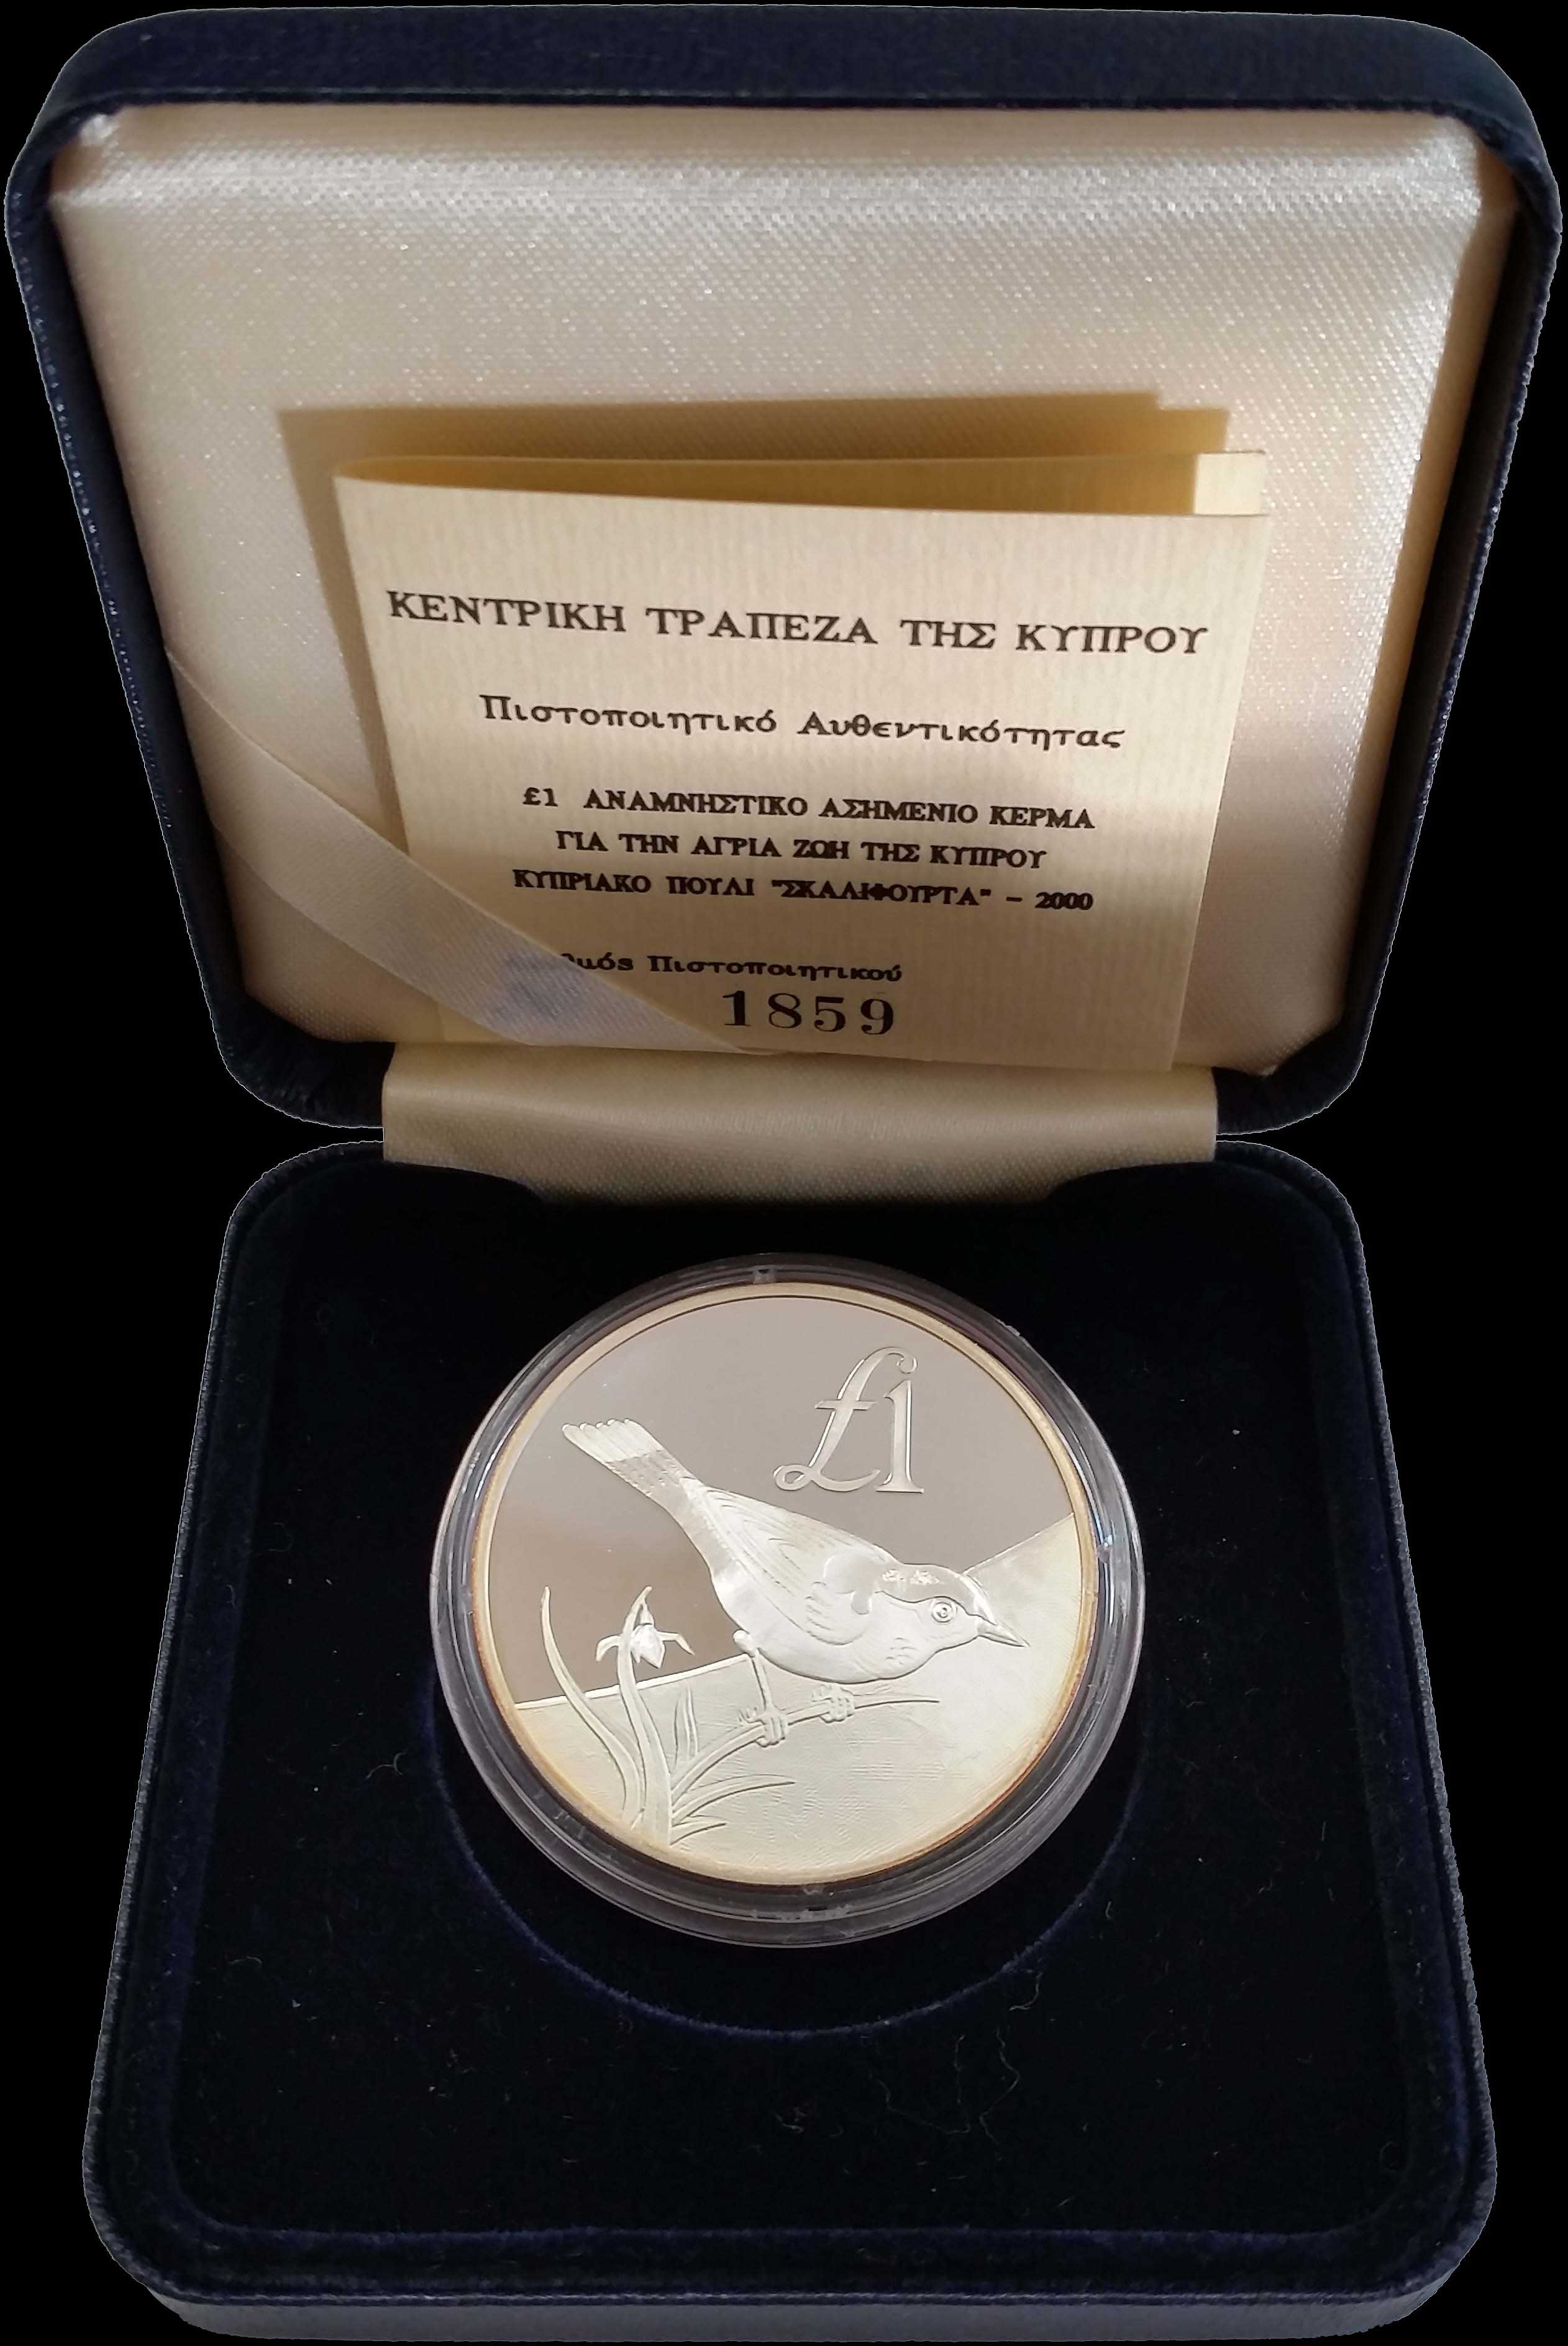 ΚΕΝΤΡΙΚΗ ΤΡΑΠΕΖΑ ΤΗΣ ΚΥΠΡΟΥ
Πιστοποιητικό Αυθεντικότητας
£1 ΑΝΑΜΝΗΣΤΙΚΟ ΑΣΗΜΕΝΙΟ ΚΕΡΜΑ
ΓΙΑ ΤΗΝ ΑΓΡΙΑ ΖΩΗ ΤΗΣ ΚΥΠΡΟΥ
ΚΥΠΡΙΑΚΟ ΠΟΥΛΙ "ΣΚΑΛΙΦΟΥΡΤΑ" - 2000
Πιστοποιητικού
1859
£1